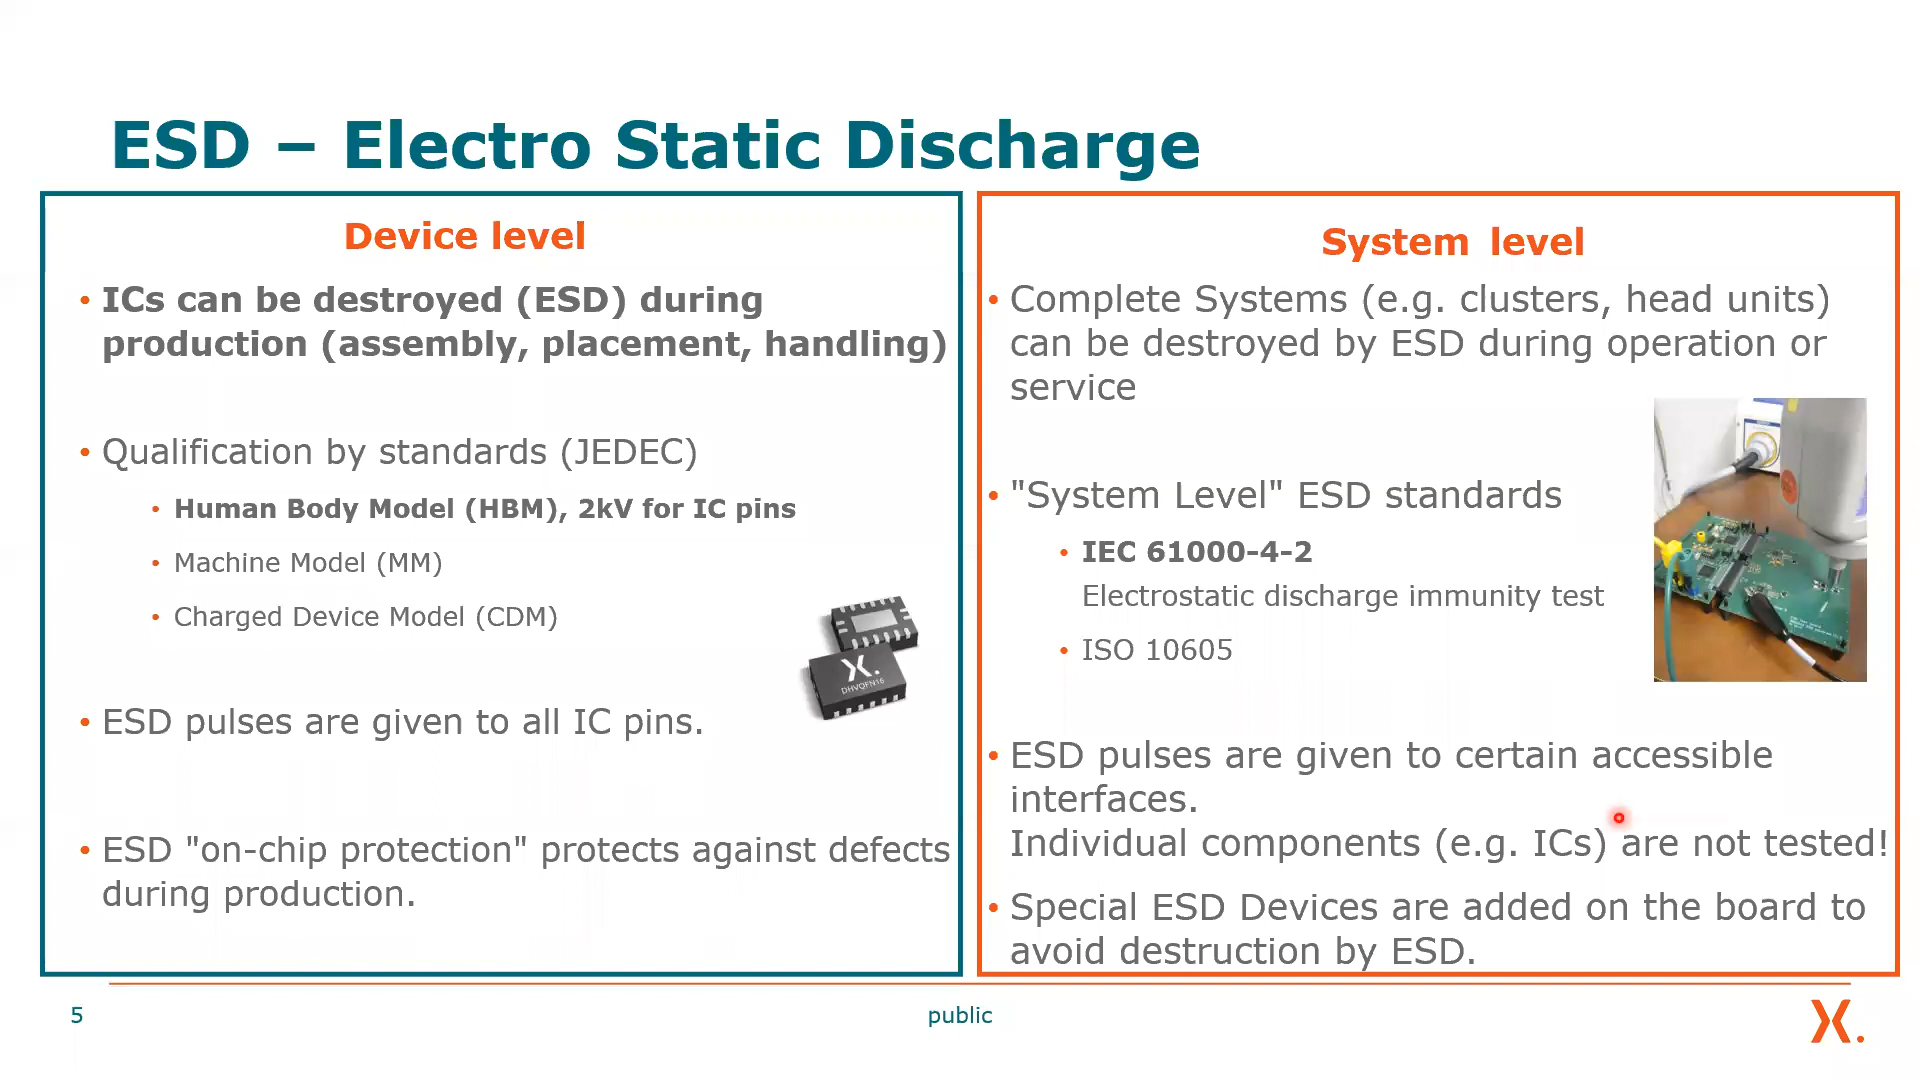 ESD – Electro Static Discharge
Device level
• ICs can be destroyed (ESD) during
production (assembly, placement, handling)
• Qualification by standards (JEDEC)
• Human Body Model (HBM), 2kV for IC pins
• Machine Model (MM)
• Charged Device Model (CDM)
X.
DHVQFN16
• ESD pulses are given to all IC pins.
• ESD "on-chip protection" protects against defects
during production.
System level
• Complete Systems (e.g. clusters, head units)
can be destroyed by ESD during operation or
service
• "System Level" ESD standards
• IEC 61000-4-2
Electrostatic discharge immunity test
• ISO 10605
• ESD pulses are given to certain accessible
interfaces.
Individual components (e.g. ICs) are not tested!
• Special ESD Devices are added on the board to
avoid destruction by ESD.
5
public
X.